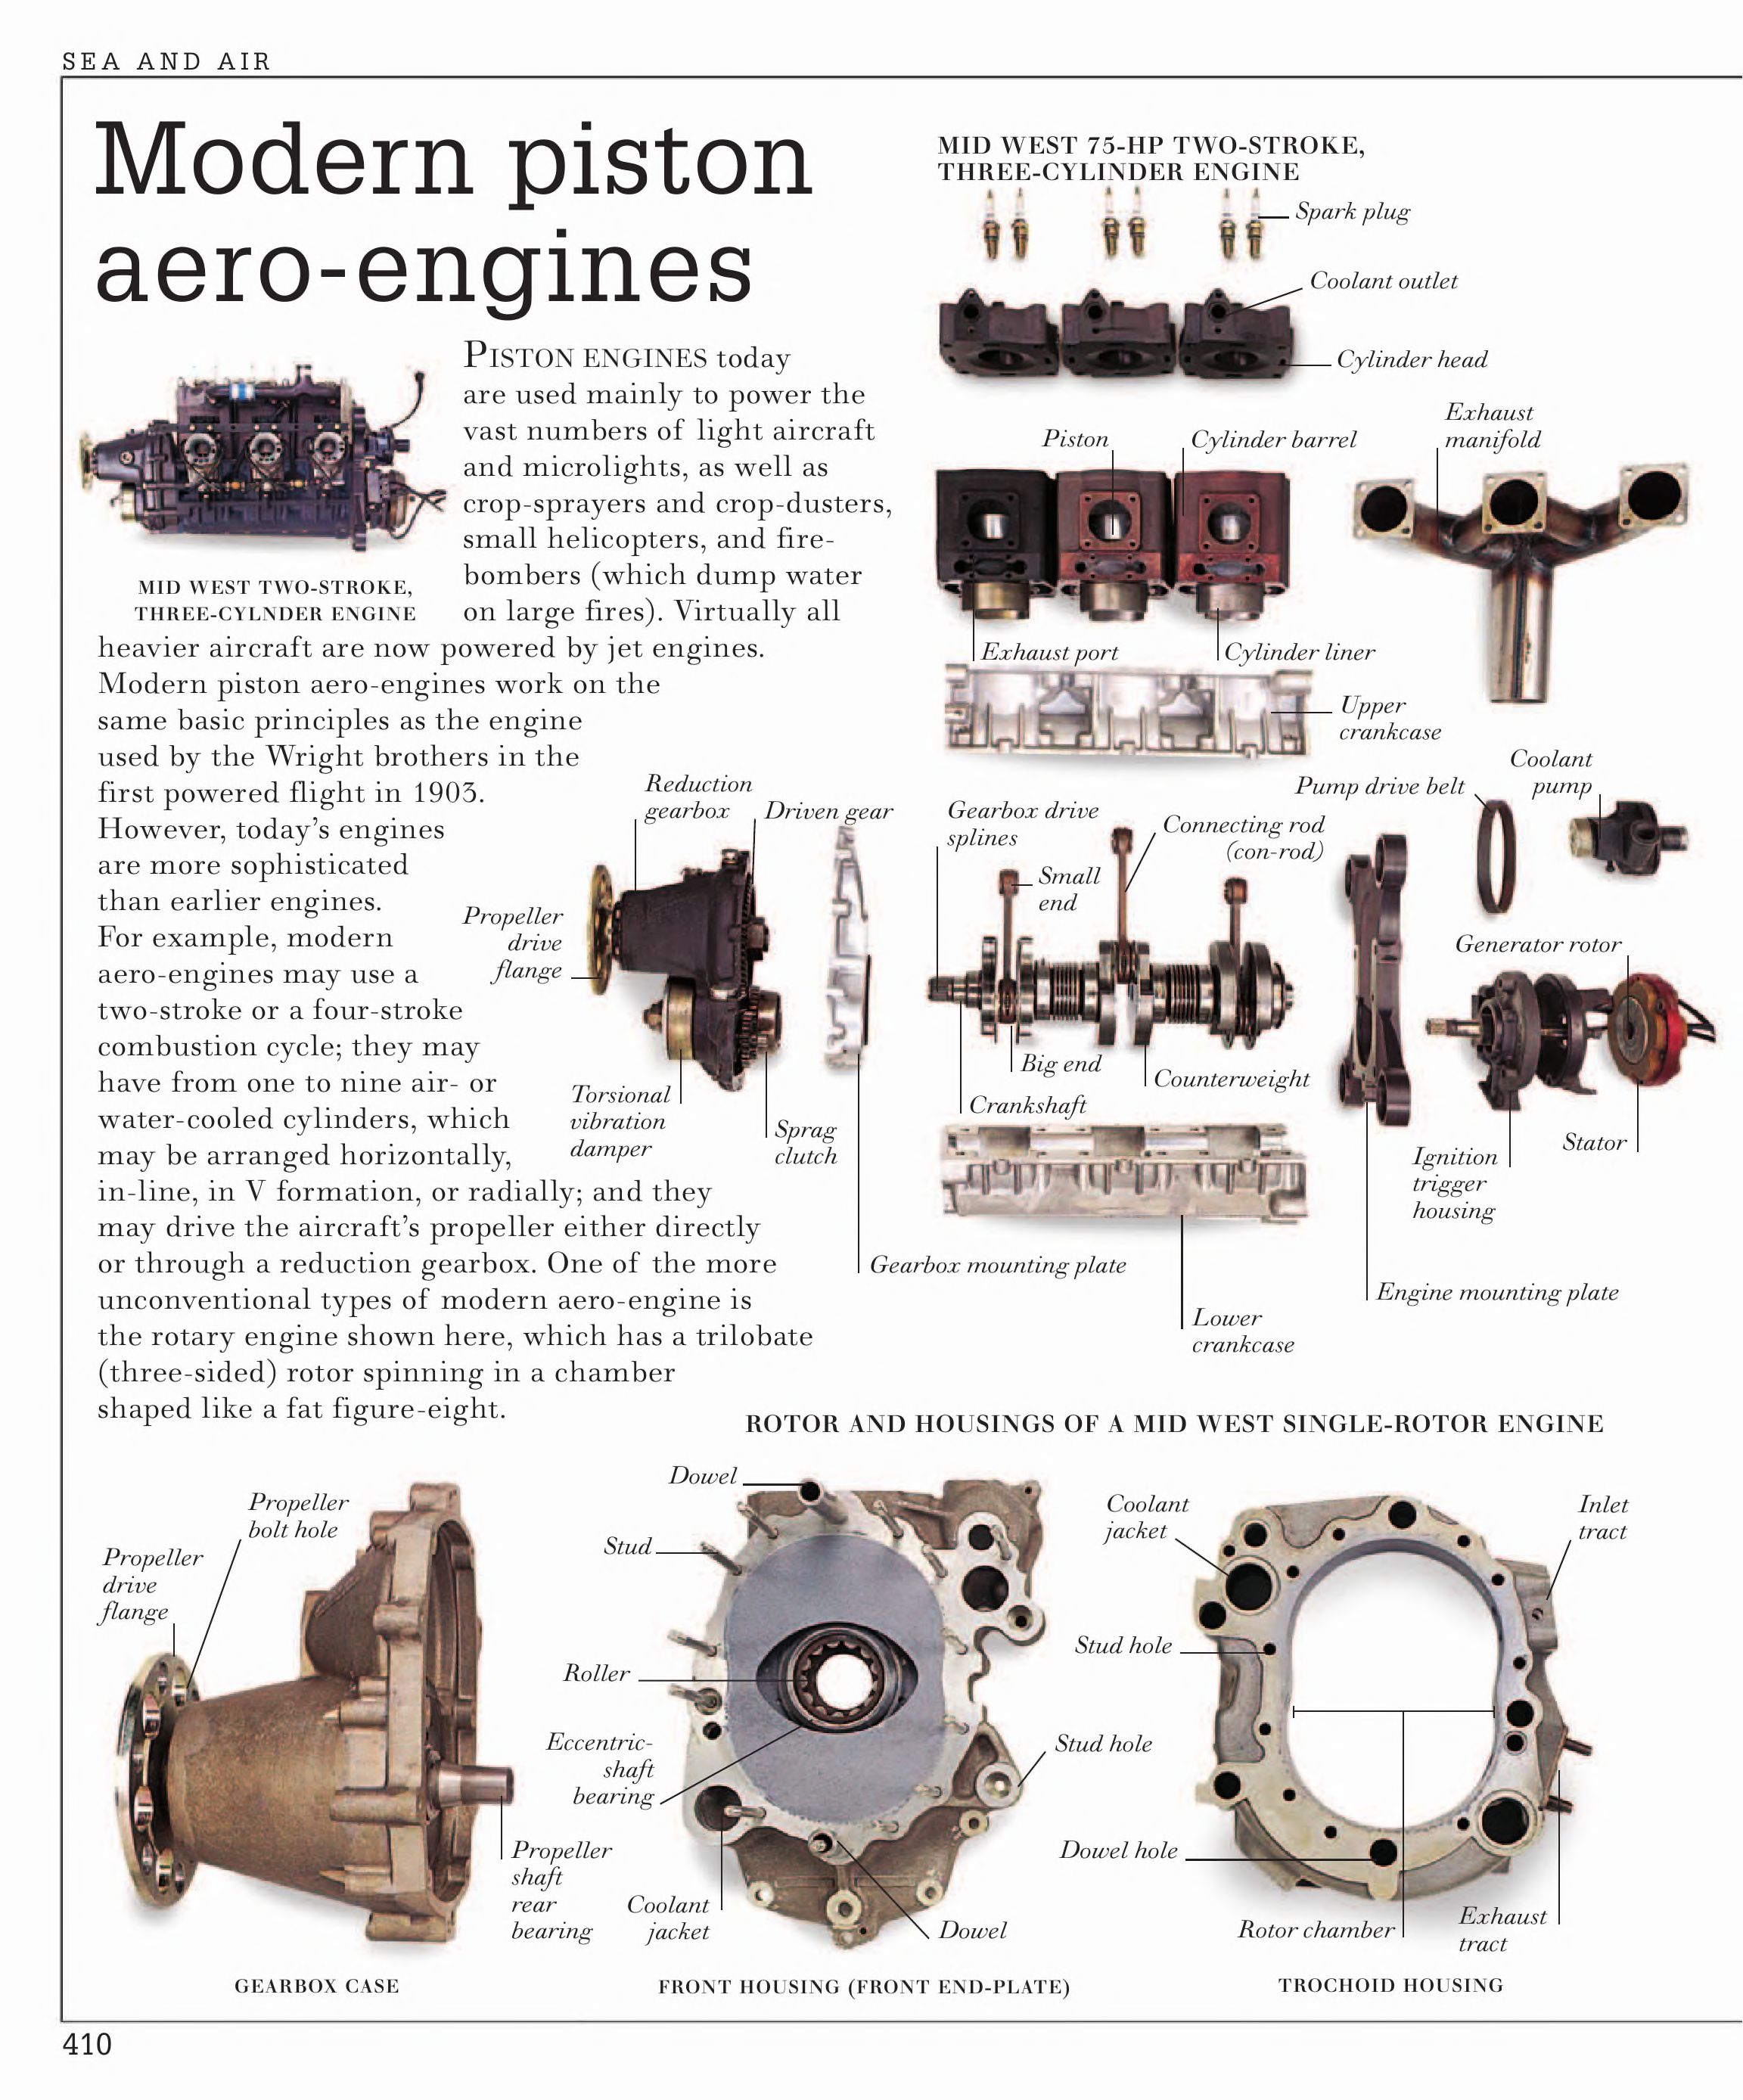 SEA AND AIR
Modern piston
aero-engines
MID WEST TWO-STROKE,
THREE-CYLNDER ENGINE
PISTON ENGINES today
are used mainly to power the
vast numbers of light aircraft
and microlights, as well as
crop-sprayers and crop-dusters,
small helicopters, and fire-
bombers (which dump water
on large fires). Virtually all
heavier aircraft are now powered by jet engines.
Modern piston aero-engines work on the
same basic principles as the engine
used by the Wright brothers in the
first powered flight in 1903.
However, today's engines
are more sophisticated
than earlier engines.
For example, modern
aero-engines may use a
two-stroke or a four-stroke
combustion cycle; they may
have from one to nine air- or
water-cooled cylinders, which
may be arranged horizontally,
in-line, in V formation, or radially; and they
may drive the aircraft's propeller either directly
or through a reduction gearbox. One of the more
unconventional types of modern aero-engine is
the rotary engine shown here, which has a trilobate
(three-sided) rotor spinning in a chamber
shaped like a fat figure-eight.
MID WEST 75-HP TWO-STROKE,
THREE-CYLINDER ENGINE
Spark plug
Coolant outlet
Cylinder head
Exhaust
manifold
Piston
Cylinder barrel
Exhaust port
Cylinder liner
Upper
crankcase
Coolant
pump
Pump drive belt
Reduction
gearbox
Driven gear
Gearbox drive
splines
Connecting rod
(con-rod)
Small
end
Propeller
drive
flange
Generator rotor
Big end
Counterweight
Crankshaft
Torsional
vibration
damper
Sprag
clutch
Stator
Ignition
trigger
housing
Gearbox mounting plate
Engine mounting plate
Lower
crankcase
ROTOR AND HOUSINGS OF A MID WEST SINGLE-ROTOR ENGINE
Propeller
bolt hole
Propeller
drive
flange
Propeller
shaft
rear
bearing
GEARBOX CASE
Dowel
Stud
Roller
Eccentric-
shaft
bearing
Coolant
jacket
Dowel
Stud hole
FRONT HOUSING (FRONT END-PLATE)
Coolant
jacket
Inlet
tract
Stud hole
Dowel hole
Rotor chamber
Exhaust
tract
TROCHOID HOUSING
410